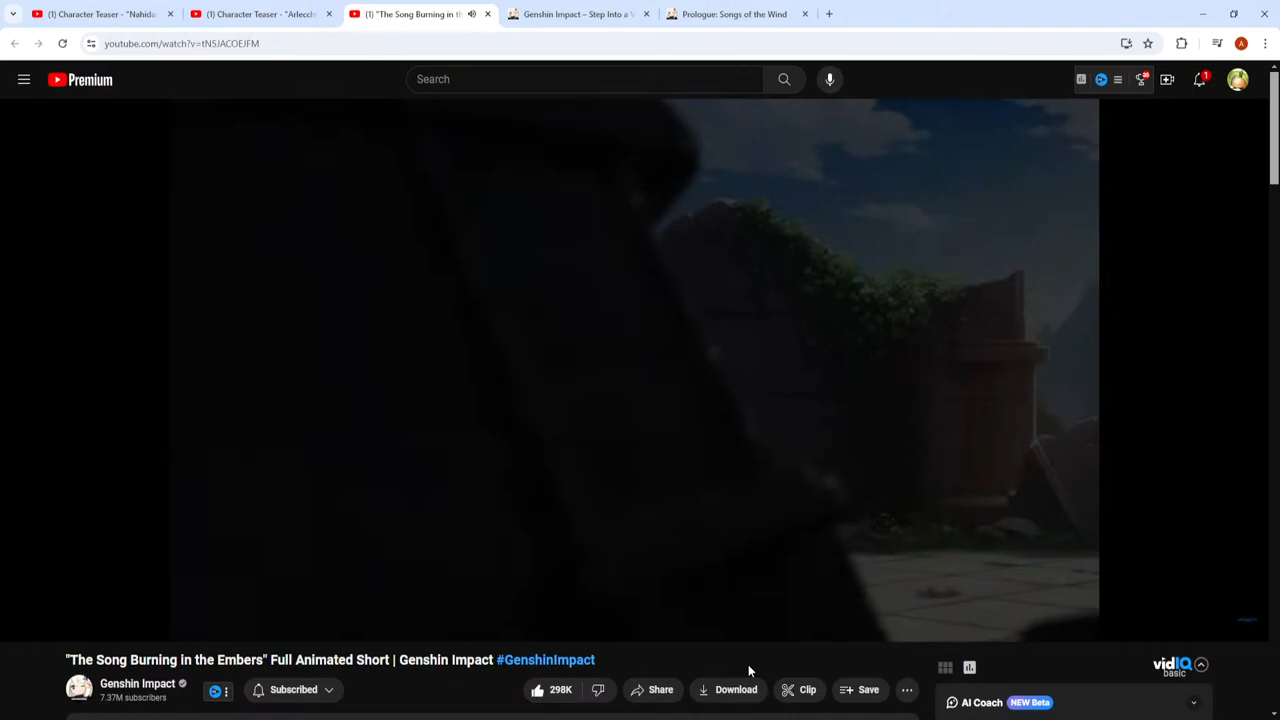 (1) Character Teaser - "Nahida
(1) Character Teaser - "Arlecch
(1) "The Song Burning in th
Genshin Impact – Step Into a V
Prologue: Songs of the Wind
youtube.com/watch?v=tN5JACOEJFM
A
Premium
Search
1
"The Song Burning in the Embers" Full Animated Short | Genshin Impact #GenshinImpact
Genshin Impact
7.37M subscribers
Subscribed
298K
Share
Download
Clip
Save
vidIQ
basic
AI Coach NEW Beta